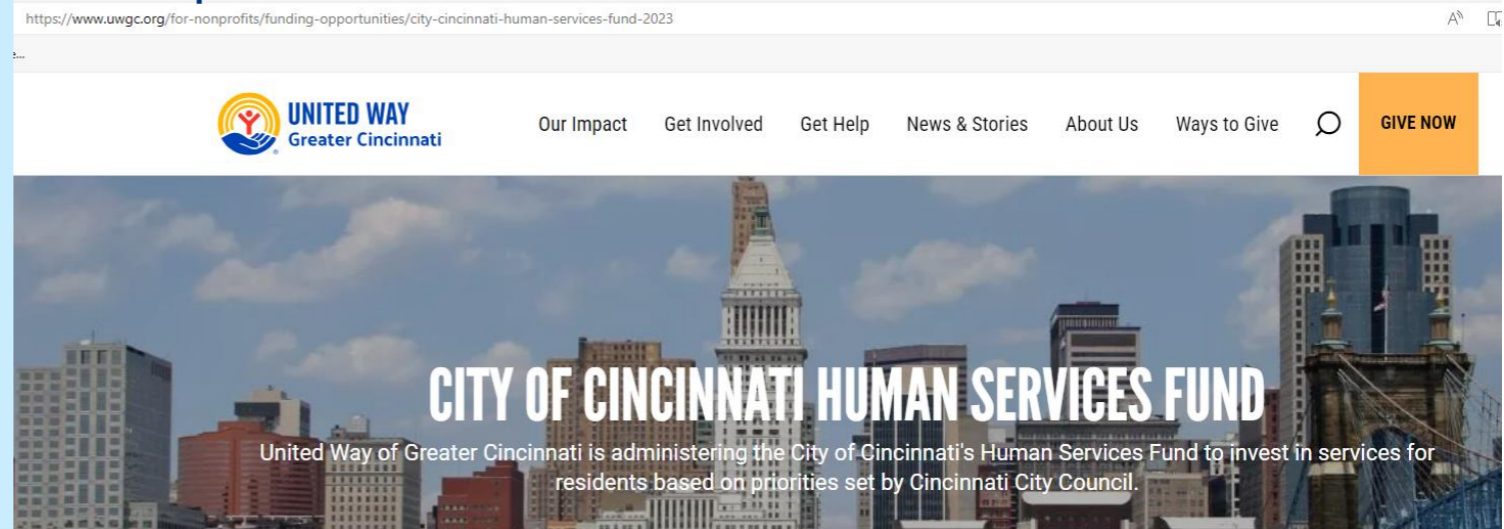 https://www.uwgc.org/for-nonprofits/funding-opportunities/city-cincinnati-human-services-fund-2023
UNITED WAY
Greater Cincinnati
Our Impact Get Involved Get Help News & Stories About Us Ways to Give GIVE NOW
CITY OF CINCINNATI HUMAN SERVICES FUND
United Way of Greater Cincinnati is administering the City of Cincinnati's Human Services Fund to invest in services for
residents based on priorities set by Cincinnati City Council.